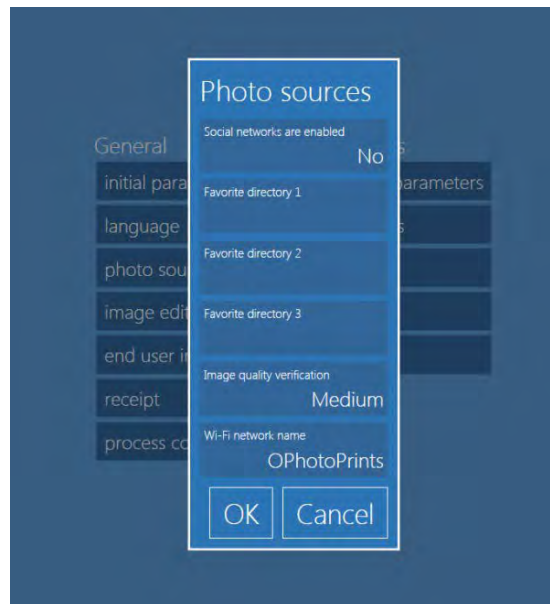 Photo sources
Social networks are enabled
No
Favorite directory 1
Favorite directory 2
Favorite directory 3
Image quality verification
Medium
Wi-Fi network name
OPhotoPrints
OK Cancel
General
initial para
language
photo sou
image edit
end user i
receipt
process co
s
parameters
s